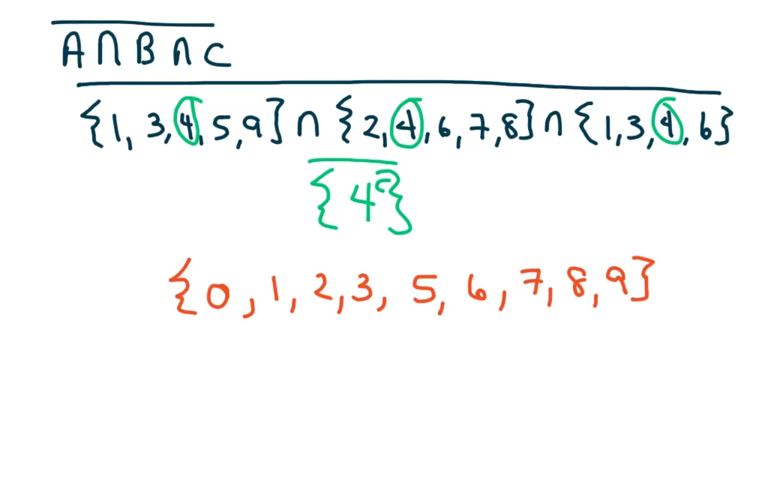 A∩B∩C
{1, 3, 4, 5, 9} ∩ {2, 4, 6, 7, 8} ∩ {1, 3, 4, 6}
{4}
{0, 1, 2, 3, 5, 6, 7, 8, 9}